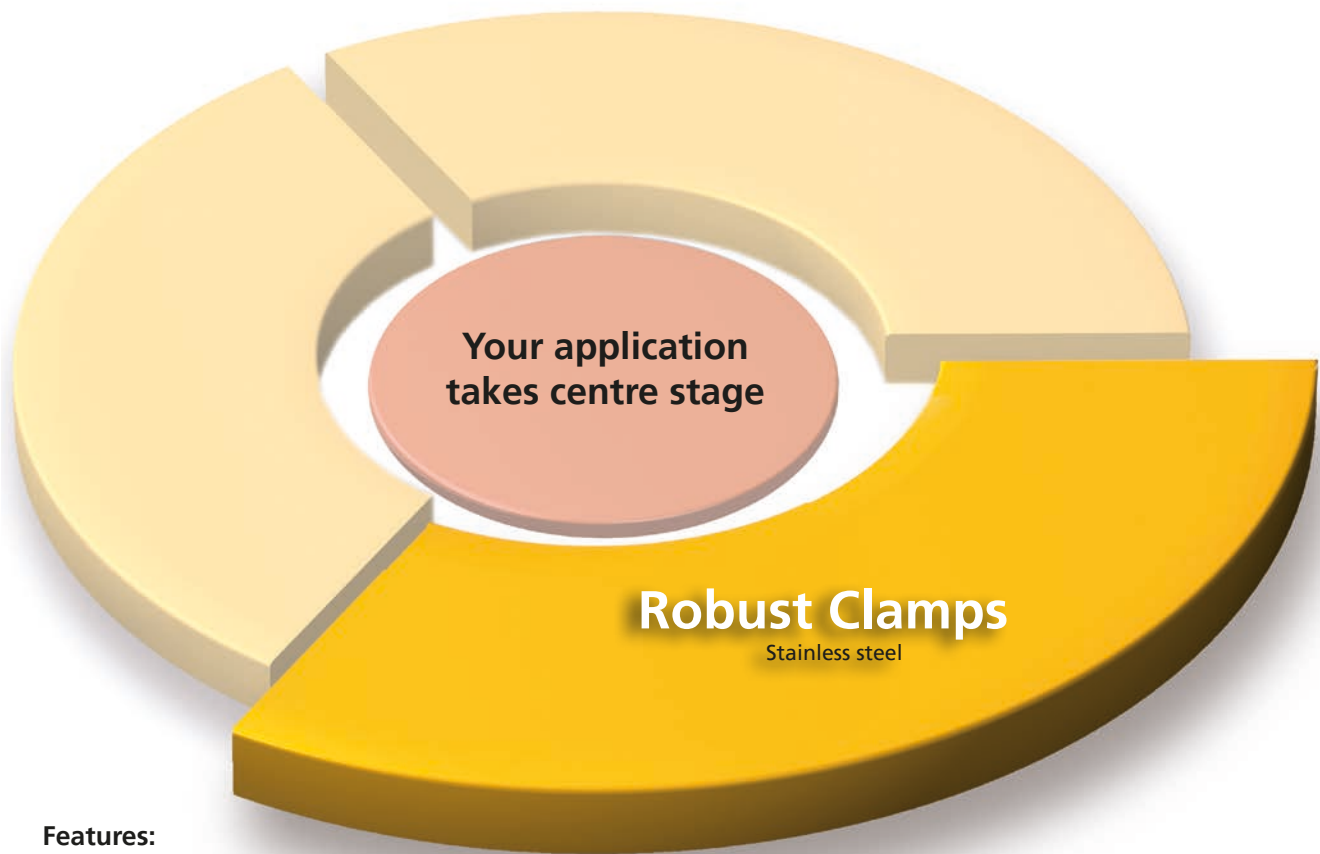 Your application
takes centre stage
Robust Clamps
Stainless steel
Features: